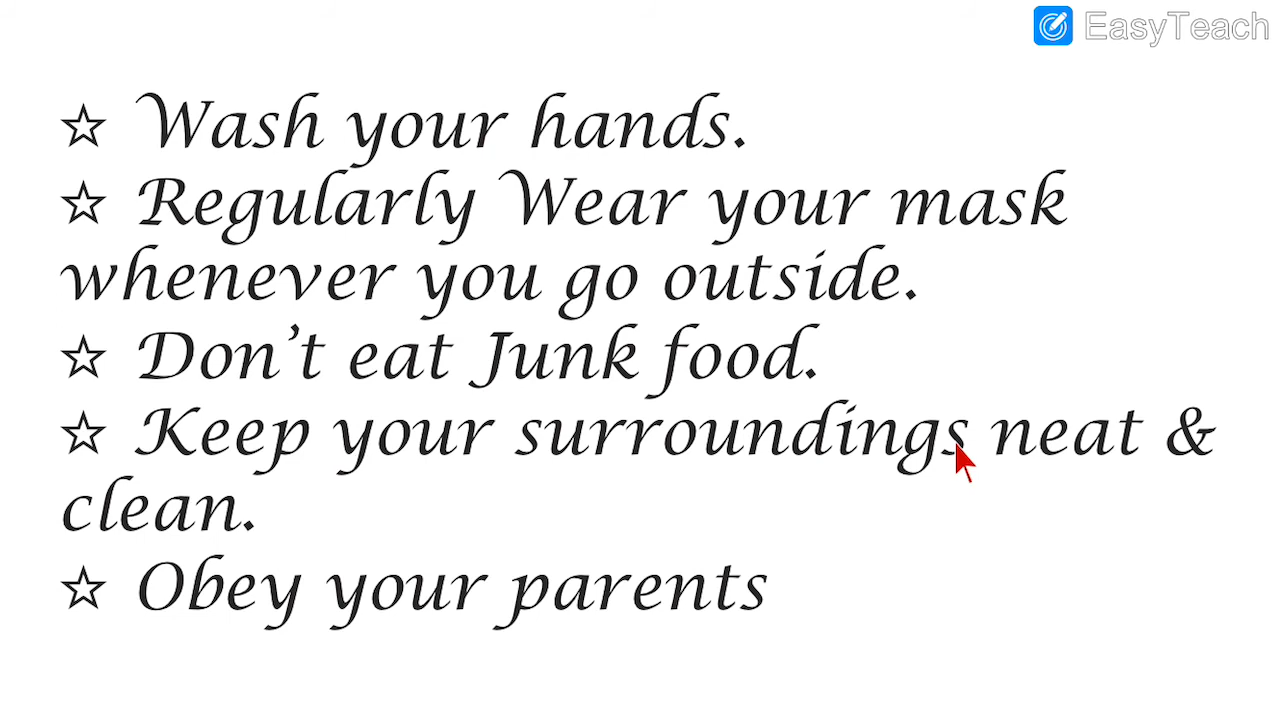 EasyTeach
☆ Wash your hands.
☆ Regularly Wear your mask
whenever you go outside.
☆ Don't eat Junk food.
☆ Keep your surroundings neat &
clean.
☆ Obey your parents